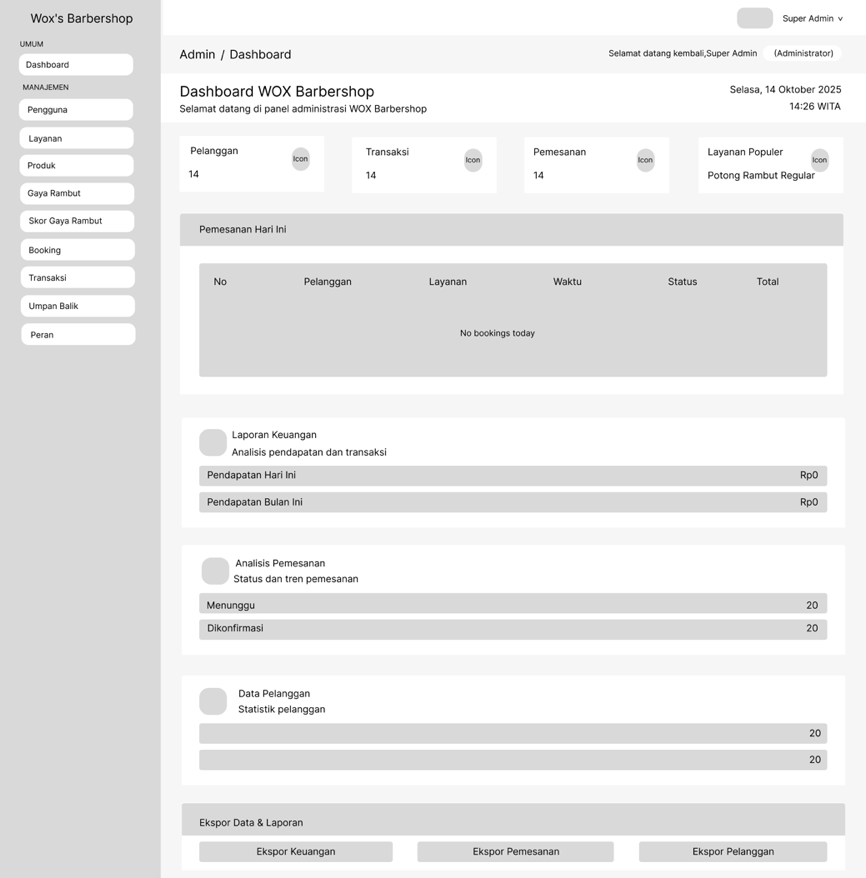 Wox's Barbershop
UMUM
Dashboard
MANAJEMEN
Pengguna
Layanan
Produk
Gaya Rambut
Skor Gaya Rambut
Booking
Transaksi
Umpan Balik
Peran
Super Admin v
Admin / Dashboard
Selamat datang kembali,Super Admin (Administrator)
Dashboard WOX Barbershop
Selamat datang di panel administrasi WOX Barbershop
Selasa, 14 Oktober 2025
14:26 WITA
Pelanggan
Icon
14
Transaksi
Icon
14
Pemesanan
Icon
14
Layanan Populer
Icon
Potong Rambut Regular
Pemesanan Hari Ini
No Pelanggan Layanan Waktu Status Total
No bookings today
Laporan Keuangan
Analisis pendapatan dan transaksi
Pendapatan Hari Ini Rp0
Pendapatan Bulan Ini Rp0
Analisis Pemesanan
Status dan tren pemesanan
Menunggu 20
Dikonfirmasi 20
Data Pelanggan
Statistik pelanggan
20
20
Ekspor Data & Laporan
Ekspor Keuangan Ekspor Pemesanan Ekspor Pelanggan